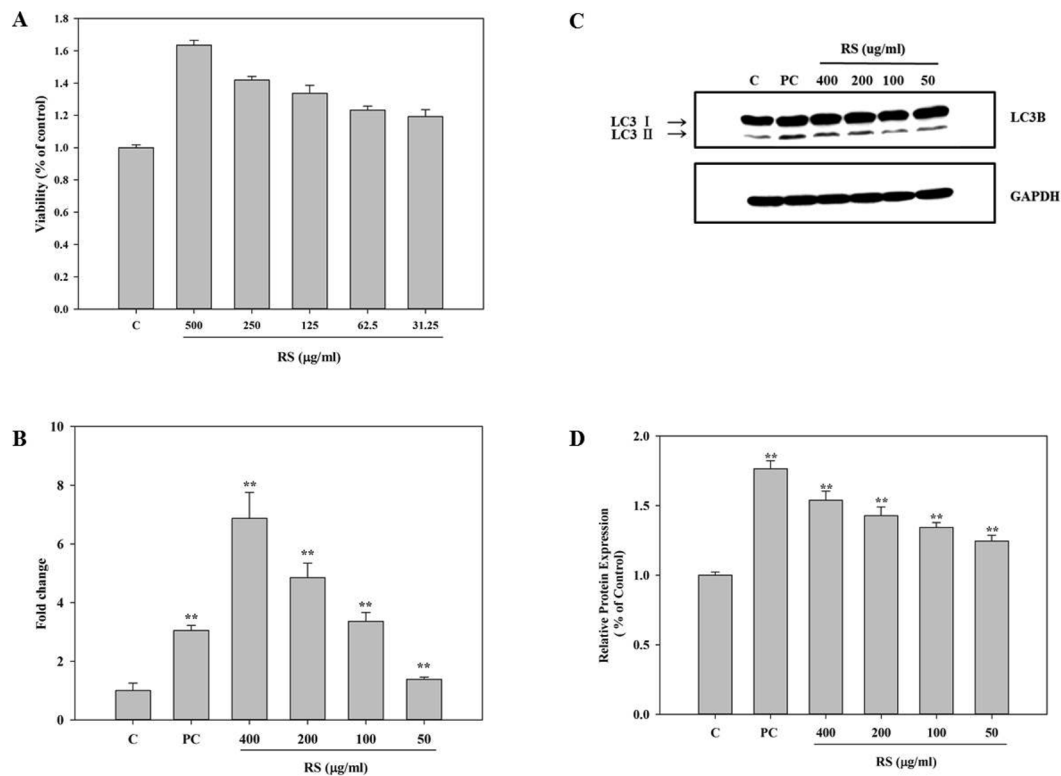 A
1.8
1.6
1.4
1.2
1.0
0.8
0.6
0.4
0.2
0.0
Viability (% of control)
C 500 250 125 62.5 31.25
RS (μg/ml)
C
RS (ug/ml)
C PC 400 200 100 50
LC3 Ⅰ →
LC3 Ⅱ →
LC3B
GAPDH
B
10
8
6
4
2
0
Fold change
** ** ** ** **
C PC 400 200 100 50
RS (μg/ml)
D
2.0
1.5
1.0
0.5
0.0
Relative Protein Expression
( % of Control)
** ** ** ** **
C PC 400 200 100 50
RS (μg/ml)